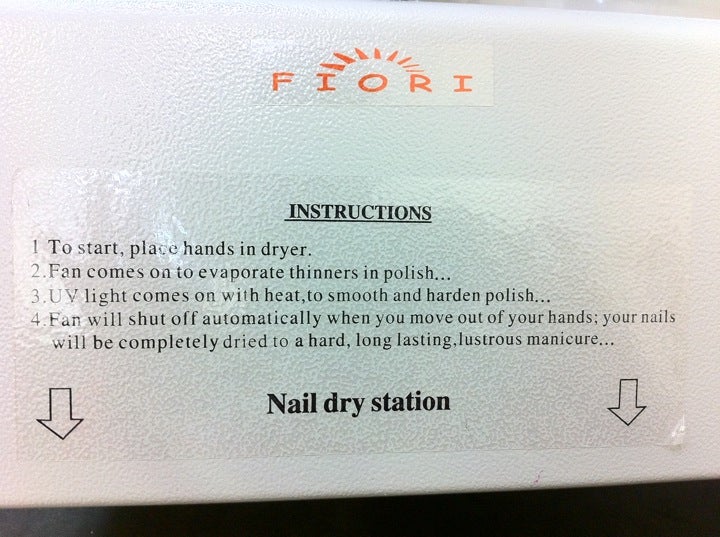 FIORI
INSTRUCTIONS
1 To start, place hands in dryer.
2.Fan comes on to evaporate thinners in polish...
3.UV light comes on with heat,to smooth and harden polish...
4.Fan will shut off automatically when you move out of your hands; your nails
will be completely dried to a hard, long lasting,lustrous manicure...
Nail dry station